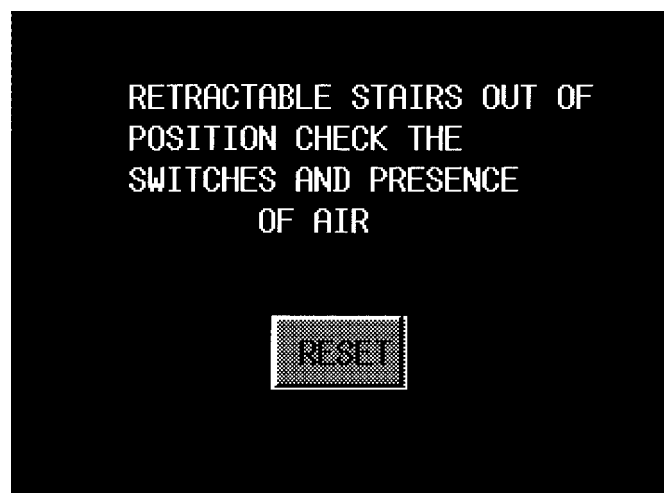 RETRACTABLE STAIRS OUT OF
POSITION CHECK THE
SWITCHES AND PRESENCE
OF AIR
RESET